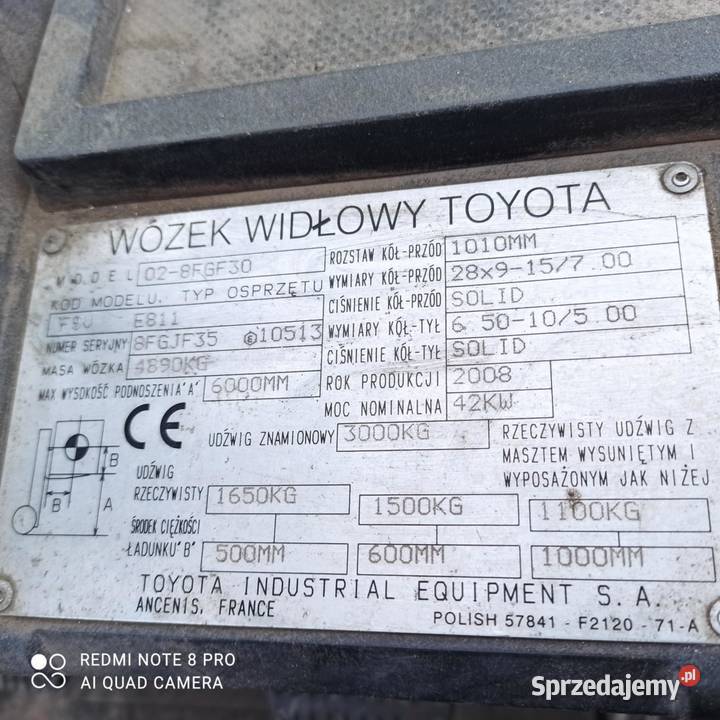 WÓZEK WIDŁOWY TOYOTA
MODEL 02-8FGF30
KOD MODELU. TYP OSPRZĘTU
FSV E811
NUMER SERYJNY 8FGJF35 Ⓔ10513
MASA WÓZKA 4890KG
MAX WYSOKOŚĆ PODNOSZENIA"A" 6000MM
ROZSTAW KÓŁ-PRZÓD 1010MM
WYMIARY KÓŁ-PRZÓD 28x9-15/7.00
CIŚNIENIE KÓŁ-PRZÓD SOLID
WYMIARY KÓŁ-TYŁ 6.50-10/5.00
CIŚNIENIE KÓŁ-TYŁ SOLID
ROK PRODUKCJI 2008
MOC NOMINALNA 42KW
CE
UDŹWIG ZNAMIONOWY 3000KG
RZECZYWISTY UDŹWIG Z
MASZTEM WYSUNIĘTYM I
WYPOSAŻONYM JAK NIŻEJ
B
B
A
UDŹWIG
RZECZYWISTY 1650KG 1500KG 1100KG
ŚRODEK CIĘŻKOŚCI
ŁADUNKU"B" 500MM 600MM 1000MM
TOYOTA INDUSTRIAL EQUIPMENT S. A.
ANCENIS, FRANCE
POLISH 57841 - F2120 - 71-A
REDMI NOTE 8 PRO
AI QUAD CAMERA
Sprzedajemy.pl